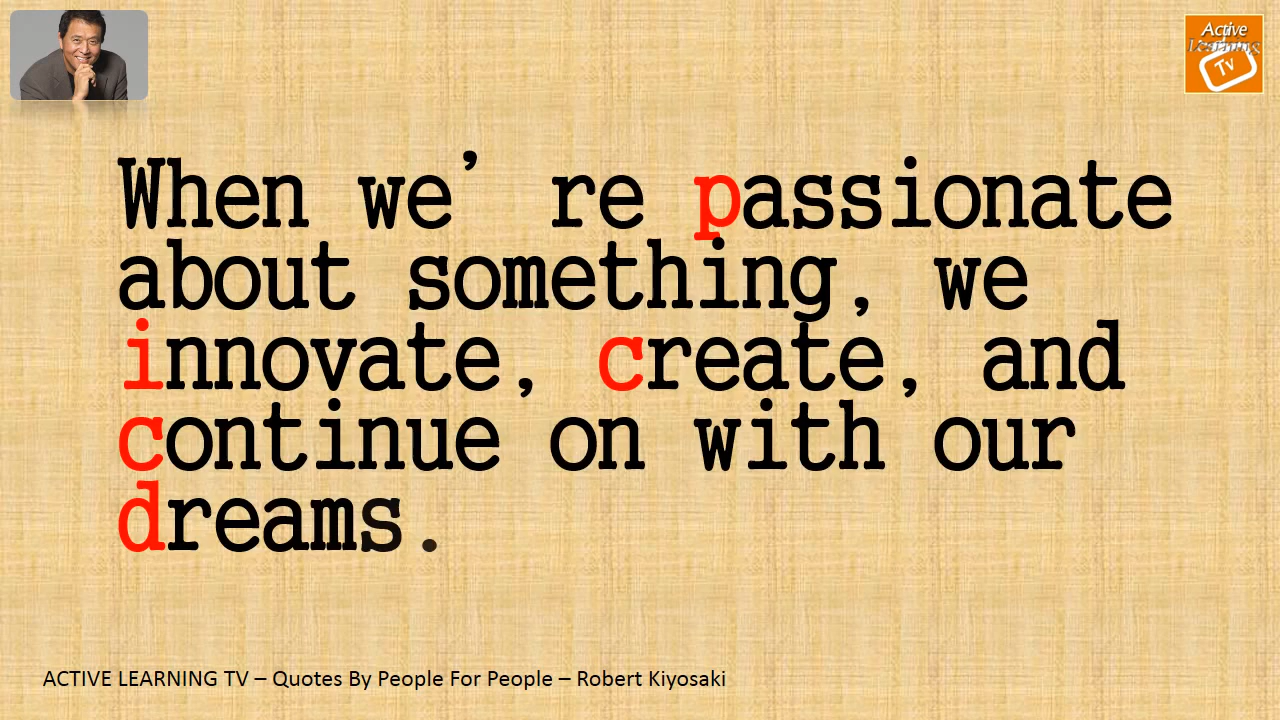 Active
Learning
Tv
When we’ re passionate
about something, we
innovate, create, and
continue on with our
dreams.
ACTIVE LEARNING TV – Quotes By People For People – Robert Kiyosaki